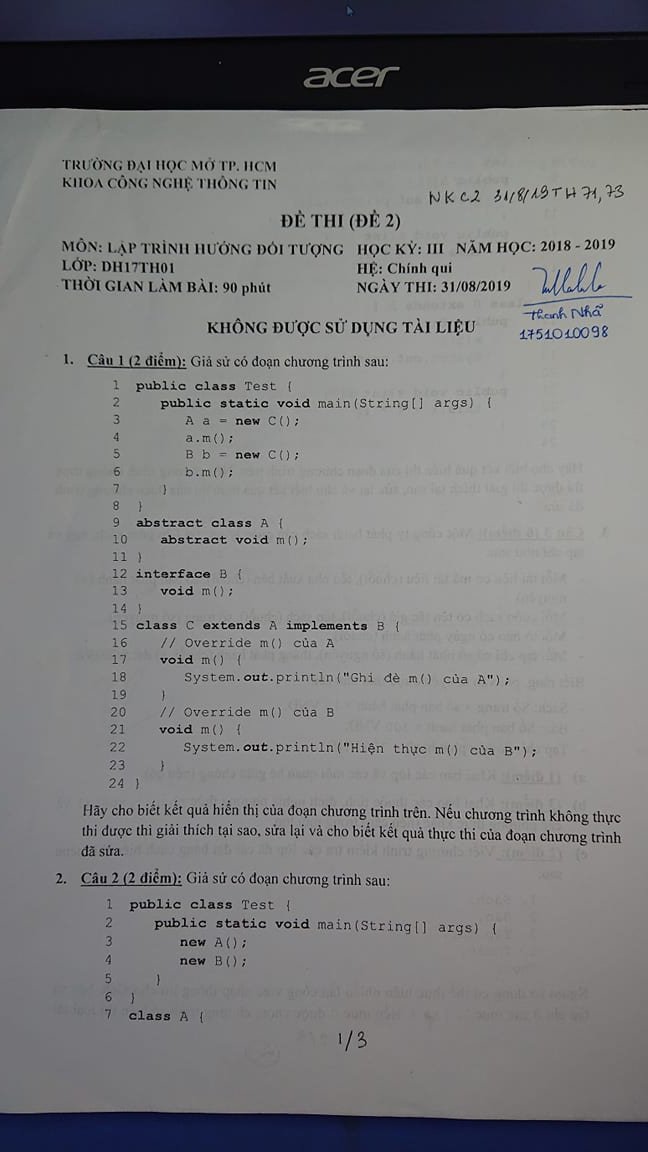 acer
TRƯỜNG ĐẠI HỌC MỞ TP. HCM
KHOA CÔNG NGHỆ THÔNG TIN
NKC2 31/8/19 TH 71,73
ĐỀ THI (ĐỀ 2)
MÔN: LẬP TRÌNH HƯỚNG ĐỐI TƯỢNG HỌC KỲ: III NĂM HỌC: 2018 - 2019
LỚP: DH17TH01 HỆ: Chính qui
THỜI GIAN LÀM BÀI: 90 phút NGÀY THI: 31/08/2019
Thanh Nhã
1751010098
KHÔNG ĐƯỢC SỬ DỤNG TÀI LIỆU
1. Câu 1 (2 điểm): Giả sử có đoạn chương trình sau:
1 public class Test {
2 public static void main(String[] args) {
3 A a = new C();
4 a.m();
5 B b = new C();
6 b.m();
7 }
8 }
9 abstract class A {
10 abstract void m();
11 }
12 interface B {
13 void m();
14 }
15 class C extends A implements B {
16 // Override m() của A
17 void m() {
18 System.out.println("Ghi đè m() của A");
19 }
20 // Override m() của B
21 void m() {
22 System.out.println("Hiện thực m() của B");
23 }
24 }
Hãy cho biết kết quả hiển thị của đoạn chương trình trên. Nếu chương trình không thực
thi được thì giải thích tại sao, sửa lại và cho biết kết quả thực thi của đoạn chương trình
đã sửa.
2. Câu 2 (2 điểm): Giả sử có đoạn chương trình sau:
1 public class Test {
2 public static void main(String[] args) {
3 new A();
4 new B();
5 }
6 }
7 class A {
1/3